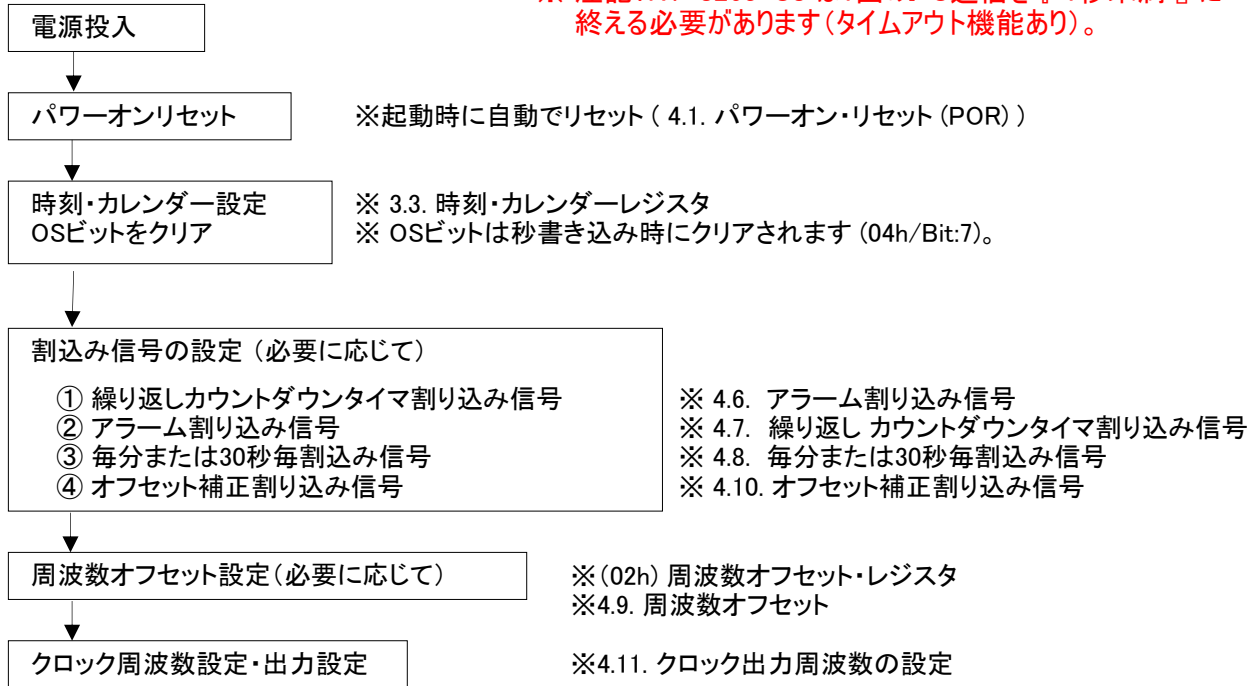 終える必要があります(タイムアウト機能あり)。
電源投入
パワーオンリセット
※起動時に自動でリセット ( 4.1. パワーオン・リセット (POR) )
時刻・カレンダー設定
OSビットをクリア
※ 3.3. 時刻・カレンダーレジスタ
※ OSビットは秒書き込み時にクリアされます (04h/Bit:7)。
割込み信号の設定 (必要に応じて)
① 繰り返しカウントダウンタイマ割り込み信号
② アラーム割り込み信号
③ 毎分または30秒毎割込み信号
④ オフセット補正割り込み信号
※ 4.6. アラーム割り込み信号
※ 4.7. 繰り返し カウントダウンタイマ割り込み信号
※ 4.8. 毎分または30秒毎割込み信号
※ 4.10. オフセット補正割り込み信号
周波数オフセット設定(必要に応じて)
※(02h) 周波数オフセット・レジスタ
※4.9. 周波数オフセット
クロック周波数設定・出力設定
※4.11. クロック出力周波数の設定